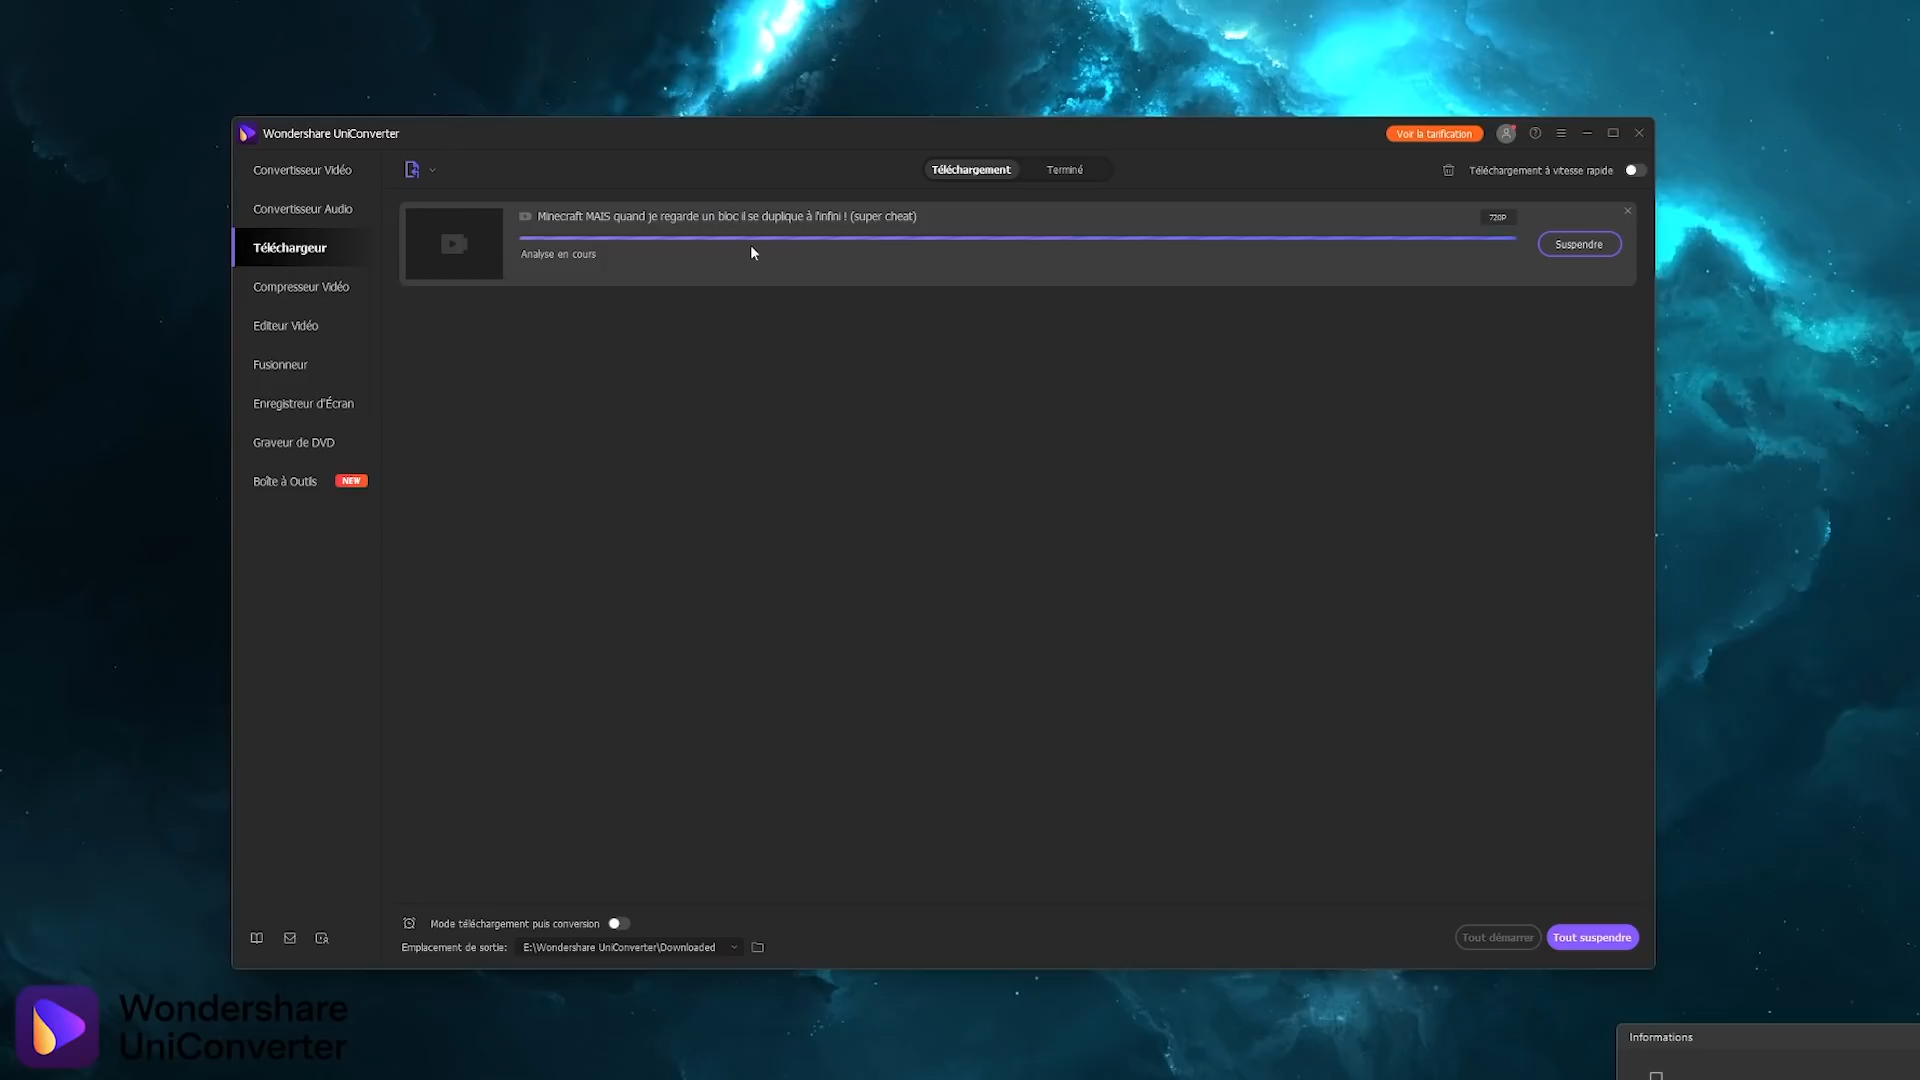 Wondershare UniConverter
Voir la tarification
Convertisseur Vidéo
Téléchargement
Terminé
Téléchargement à vitesse rapide
Convertisseur Audio
Minecraft MAIS quand je regarde un bloc il se duplique à l'infini ! (super cheat)
720P
Téléchargeur
Analyse en cours
Suspendre
Compresseur Vidéo
Editeur Vidéo
Fusionneur
Enregistreur d'Écran
Graveur de DVD
Boîte à Outils
NEW
Mode téléchargement puis conversion
Emplacement de sortie:
E:\Wondershare UniConverter\Downloaded
Tout démarrer
Tout suspendre
Wondershare
UniConverter
Informations